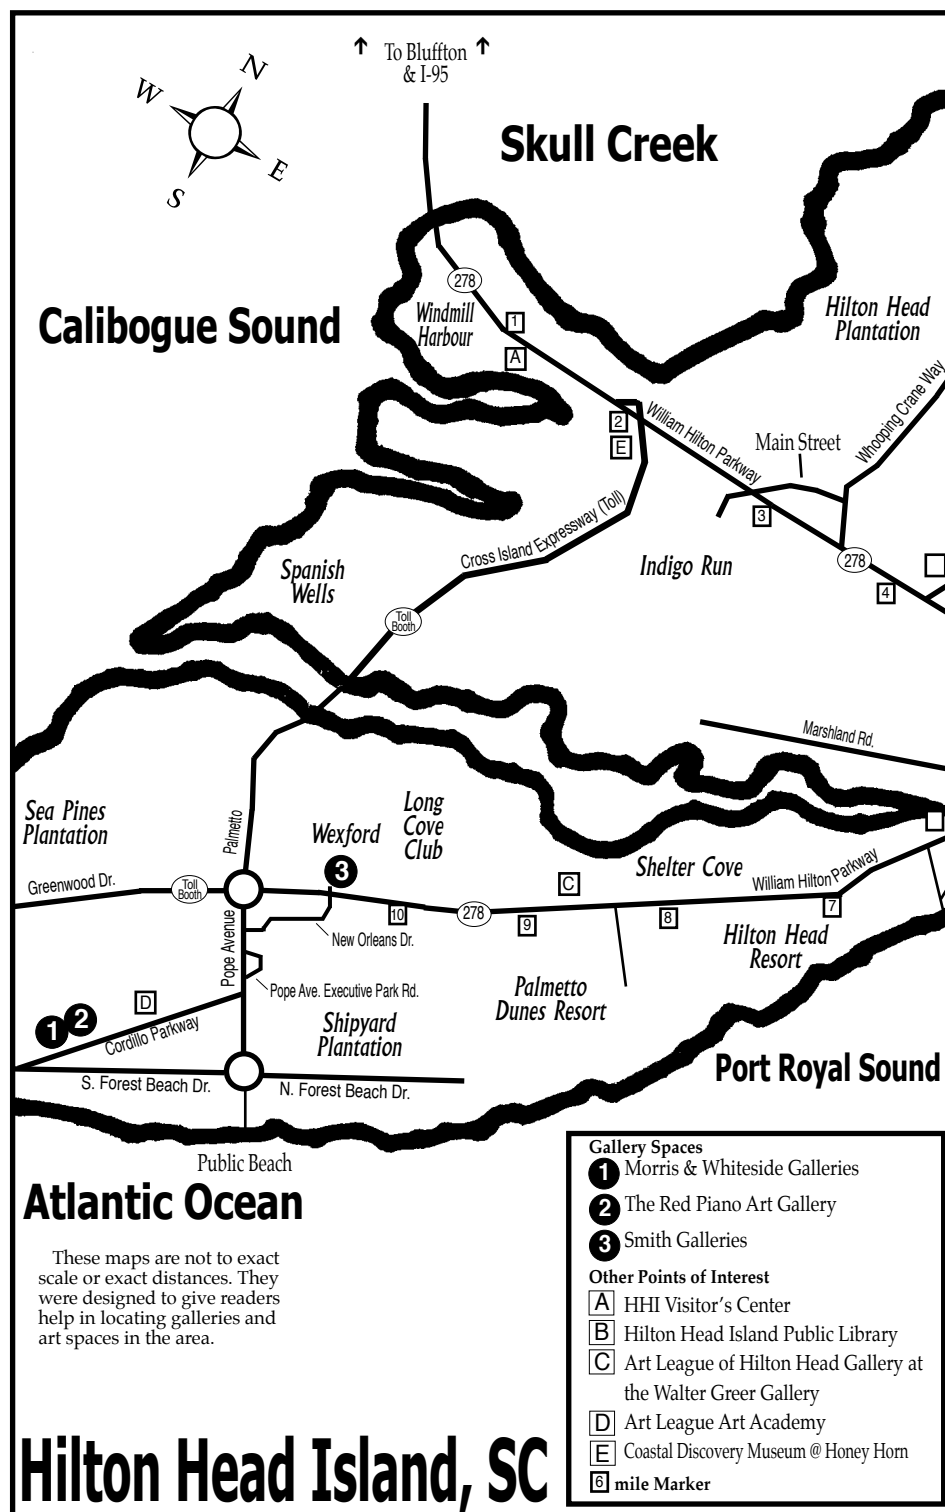 To Bluffton
& I-95
N
W
E
S
Skull Creek
278
Windmill
Harbour
1
A
Calibogue Sound
Hilton Head
Plantation
Whooping Crane Way
2
E
William Hilton Parkway
Main Street
3
Cross Island Expressway (Toll)
Indigo Run
278
4
Spanish
Wells
Toll
Booth
Marshland Rd.
Sea Pines
Plantation
Palmetto
Wexford
Long
Cove
Club
3
Shelter Cove
William Hilton Parkway
Greenwood Dr.
Toll
Booth
C
10
278
9
8
7
Pope Avenue
New Orleans Dr.
Hilton Head
Resort
Pope Ave. Executive Park Rd.
Palmetto
Dunes Resort
D
1
2
Cordillo Parkway
Shipyard
Plantation
S. Forest Beach Dr.
N. Forest Beach Dr.
Port Royal Sound
Public Beach
Atlantic Ocean
These maps are not to exact
scale or exact distances. They
were designed to give readers
help in locating galleries and
art spaces in the area.
Gallery Spaces
1 Morris & Whiteside Galleries
2 The Red Piano Art Gallery
3 Smith Galleries
Other Points of Interest
A HHI Visitor's Center
B Hilton Head Island Public Library
C Art League of Hilton Head Gallery at
the Walter Greer Gallery
D Art League Art Academy
E Coastal Discovery Museum @ Honey Horn
6 mile Marker
Hilton Head Island, SC